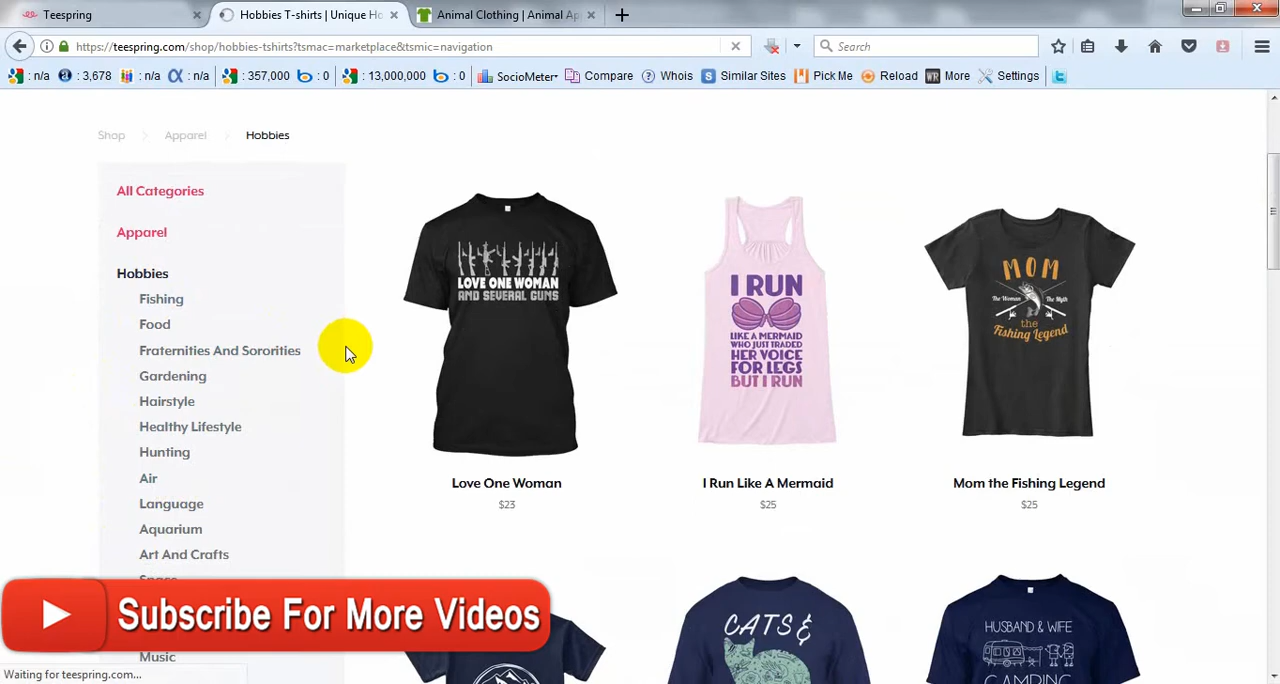 Teespring
Hobbies T-shirts | Unique Ho
Animal Clothing | Animal Ap
https://teespring.com/shop/hobbies-tshirts?tsmac=marketplace&tsmic=navigation
Search
: n/a : 3,678 : n/a : n/a : 357,000 : 0 : 13,000,000 : 0 SocioMeter Compare Whois Similar Sites Pick Me Reload More Settings
Shop Apparel Hobbies
All Categories
Apparel
Hobbies
Fishing
Food
Fraternities And Sororities
Gardening
Hairstyle
Healthy Lifestyle
Hunting
Air
Language
Aquarium
Art And Crafts
Space
Music
LOVE ONE WOMAN
AND SEVERAL GUNS
Love One Woman
$23
I RUN
LIKE A MERMAID
WHO JUST TRADED
HER VOICE
FOR LEGS
BUT I RUN
I Run Like A Mermaid
$25
MOM
The Woman The Myth
the
Fishing Legend
Mom the Fishing Legend
$25
CATS &
HUSBAND & WIFE
CAMPING
Subscribe For More Videos
Waiting for teespring.com...